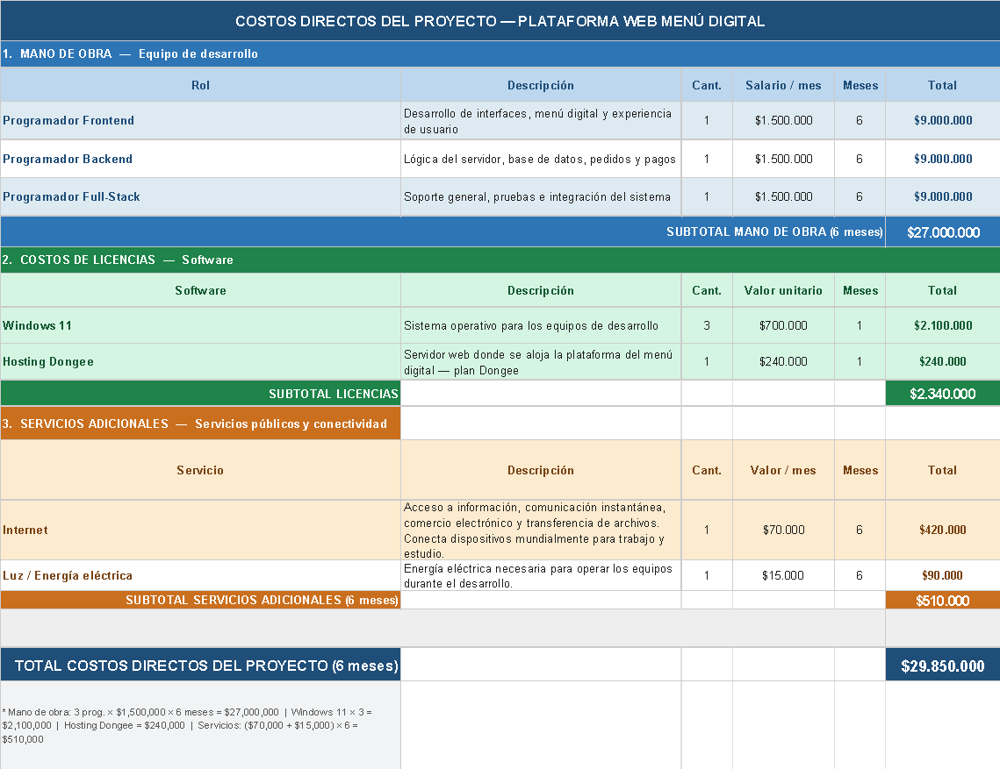 COSTOS DIRECTOS DEL PROYECTO — PLATAFORMA WEB MENÚ DIGITAL
1. MANO DE OBRA — Equipo de desarrollo
Rol Descripción Cant. Salario / mes Meses Total
Programador Frontend Desarrollo de interfaces, menú digital y experiencia 1 $1.500.000 6 $9.000.000
de usuario
Programador Backend Lógica del servidor, base de datos, pedidos y pagos 1 $1.500.000 6 $9.000.000
Programador Full-Stack Soporte general, pruebas e integración del sistema 1 $1.500.000 6 $9.000.000
SUBTOTAL MANO DE OBRA (6 meses) $27.000.000
2. COSTOS DE LICENCIAS — Software
Software Descripción Cant. Valor unitario Meses Total
Windows 11 Sistema operativo para los equipos de desarrollo 3 $700.000 1 $2.100.000
Hosting Dongee Servidor web donde se aloja la plataforma del menú 1 $240.000 1 $240.000
digital — plan Dongee
SUBTOTAL LICENCIAS $2.340.000
3. SERVICIOS ADICIONALES — Servicios públicos y conectividad
Servicio Descripción Cant. Valor / mes Meses Total
Internet Acceso a información, comunicación instantánea, 1 $70.000 6 $420.000
comercio electrónico y transferencia de archivos.
Conecta dispositivos mundialmente para trabajo y
estudio.
Luz / Energía eléctrica Energía eléctrica necesaria para operar los equipos 1 $15.000 6 $90.000
durante el desarrollo.
SUBTOTAL SERVICIOS ADICIONALES (6 meses) $510.000
TOTAL COSTOS DIRECTOS DEL PROYECTO (6 meses) $29.850.000
* Mano de obra: 3 prog. × $1,500,000 × 6 meses = $27,000,000 | Windows 11 × 3 =
$2,100,000 | Hosting Dongee = $240,000 | Servicios: ($70,000 + $15,000) × 6 =
$510,000